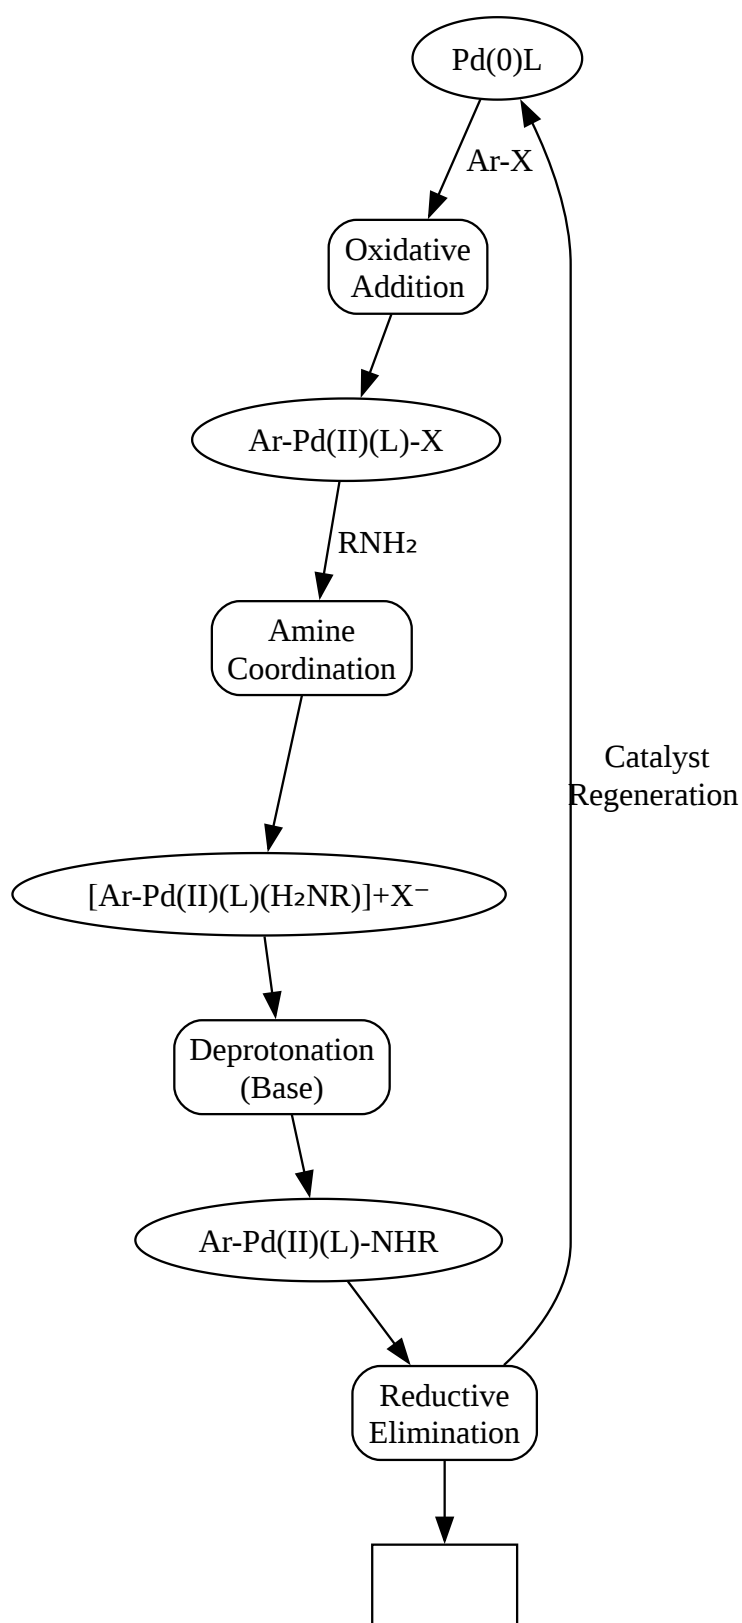 Pd(0)L
Ar-X
Oxidative
Addition
Ar-Pd(II)(L)-X
RNH₂
Amine
Coordination
Catalyst
Regeneration
[Ar-Pd(II)(L)(H₂NR)]+X⁻
Deprotonation
(Base)
Ar-Pd(II)(L)-NHR
Reductive
Elimination